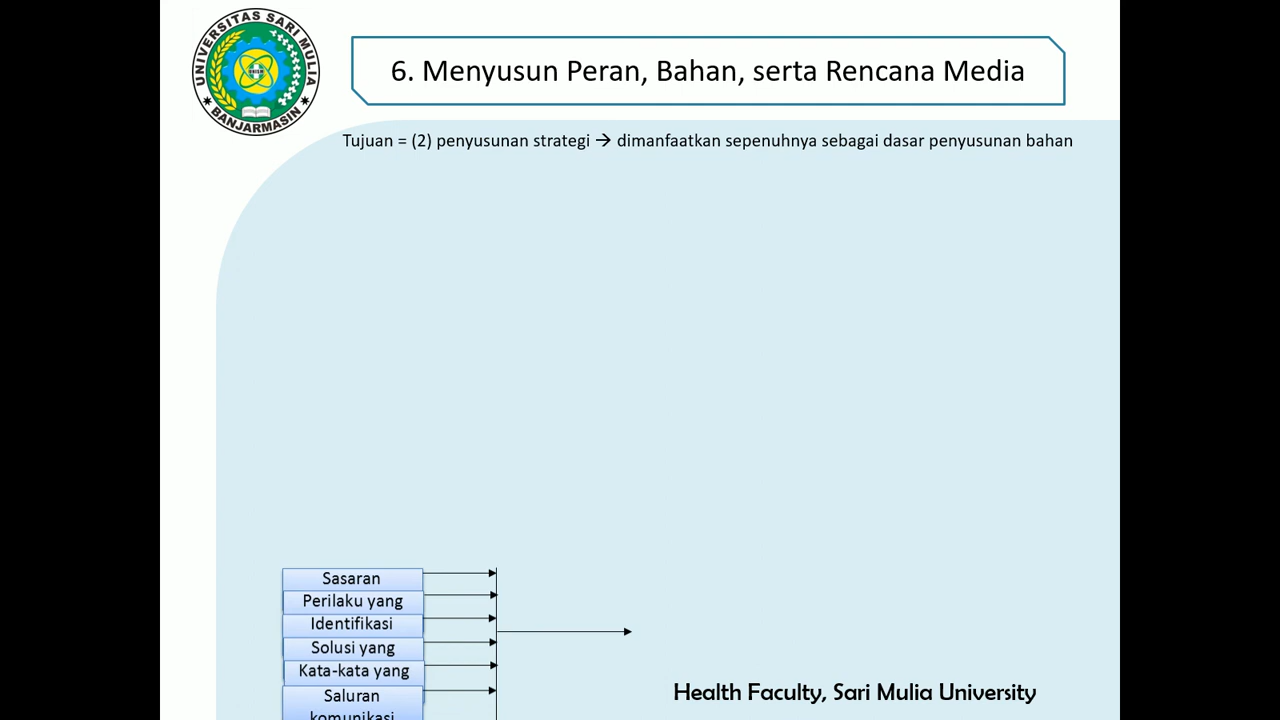 UNIVERSITAS SARI MULIA
BANJARMASIN
6. Menyusun Peran, Bahan, serta Rencana Media
Tujuan = (2) penyusunan strategi → dimanfaatkan sepenuhnya sebagai dasar penyusunan bahan
Sasaran
Perilaku yang
Identifikasi
Solusi yang
Kata-kata yang
Saluran
komunikasi
Health Faculty, Sari Mulia University